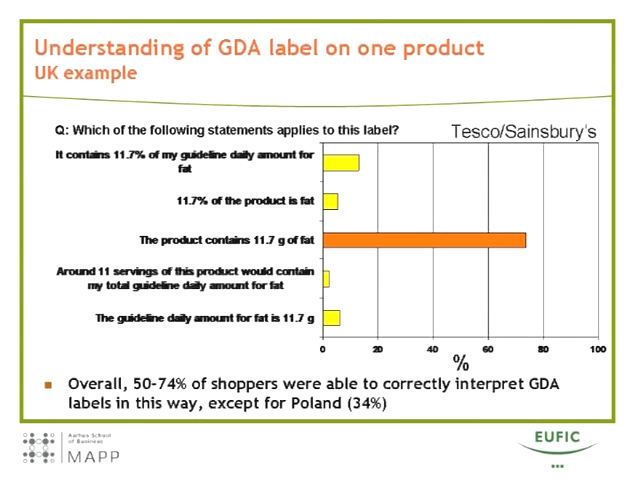 Understanding of GDA label on one product
UK example
Q: Which of the following statements applies to this label?
Tesco/Sainsbury's
It contains 11.7% of my guideline daily amount for
fat
11.7% of the product is fat
The product contains 11.7 g of fat
Around 11 servings of this product would contain
my total guideline daily amount for fat
The guideline daily amount for fat is 11.7 g
0 20 40 60 80 100
%
Overall, 50-74% of shoppers were able to correctly interpret GDA
labels in this way, except for Poland (34%)
Aarhus School
of Business
MAPP
EUFIC